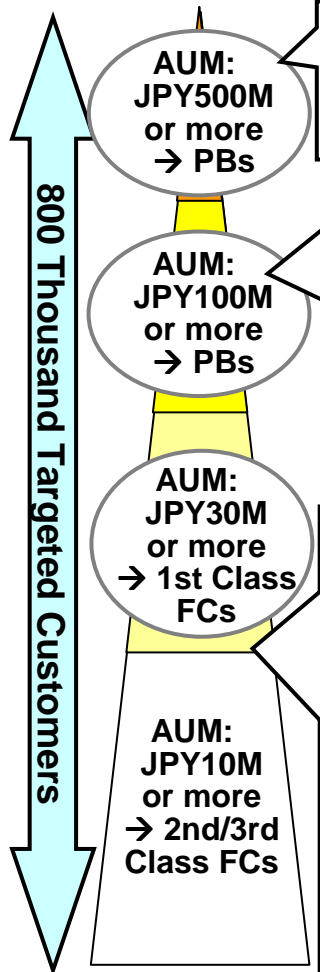 800 Thousand Targeted Customers
AUM:
JPY500M
or more
→ PBs
AUM:
JPY100M
or more
→ PBs
AUM:
JPY30M
or more
→ 1st Class
FCs
AUM:
JPY10M
or more
→ 2nd/3rd
Class FCs